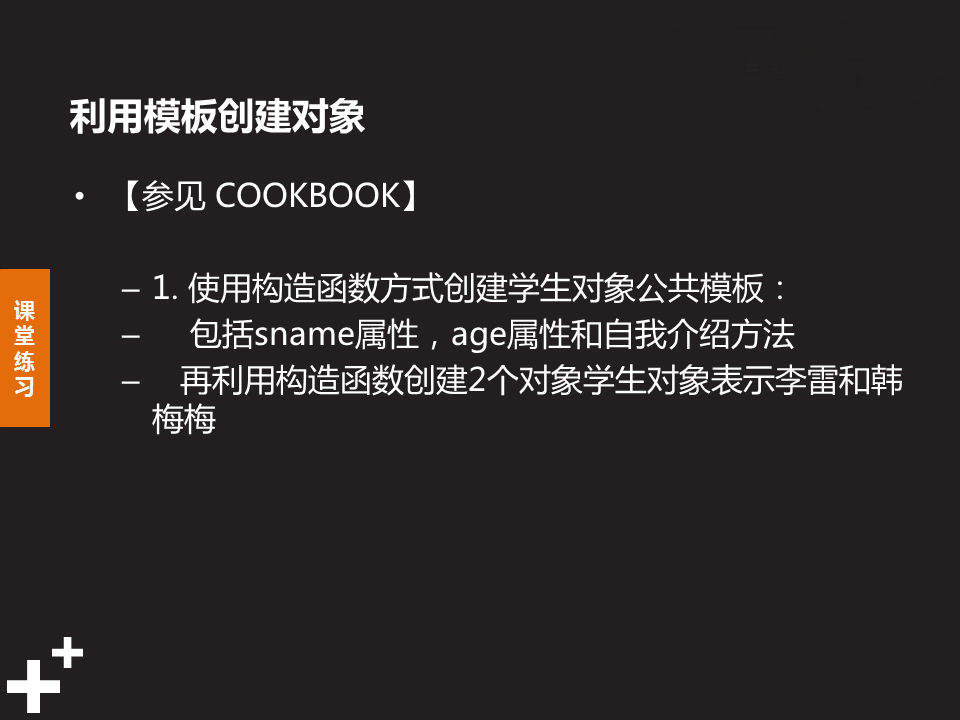 利用模板创建对象
• 【参见 COOKBOOK】
– 1. 使用构造函数方式创建学生对象公共模板：
– 包括sname属性，age属性和自我介绍方法
– 再利用构造函数创建2个对象学生对象表示李雷和韩
梅梅
课
堂
练
习